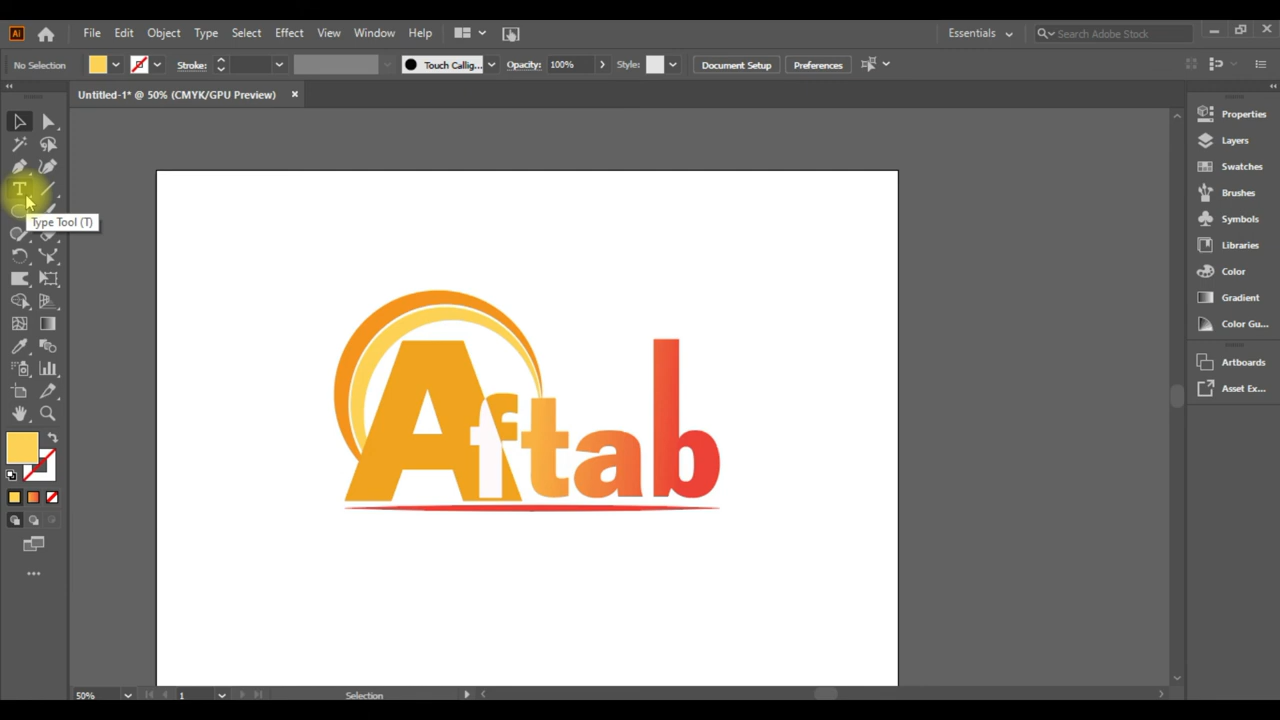 Ai File Edit Object Type Select Effect View Window Help Essentials Search Adobe Stock
No Selection Stroke: Touch Callig... Opacity: 100% Style: Document Setup Preferences
Untitled-1* @ 50% (CMYK/GPU Preview) ×
Properties
Layers
Swatches
T
Brushes
Type Tool (T)
Symbols
Libraries
Color
Gradient
Color Gu...
Artboards
Asset Ex...
Aftab
50% 1 Selection